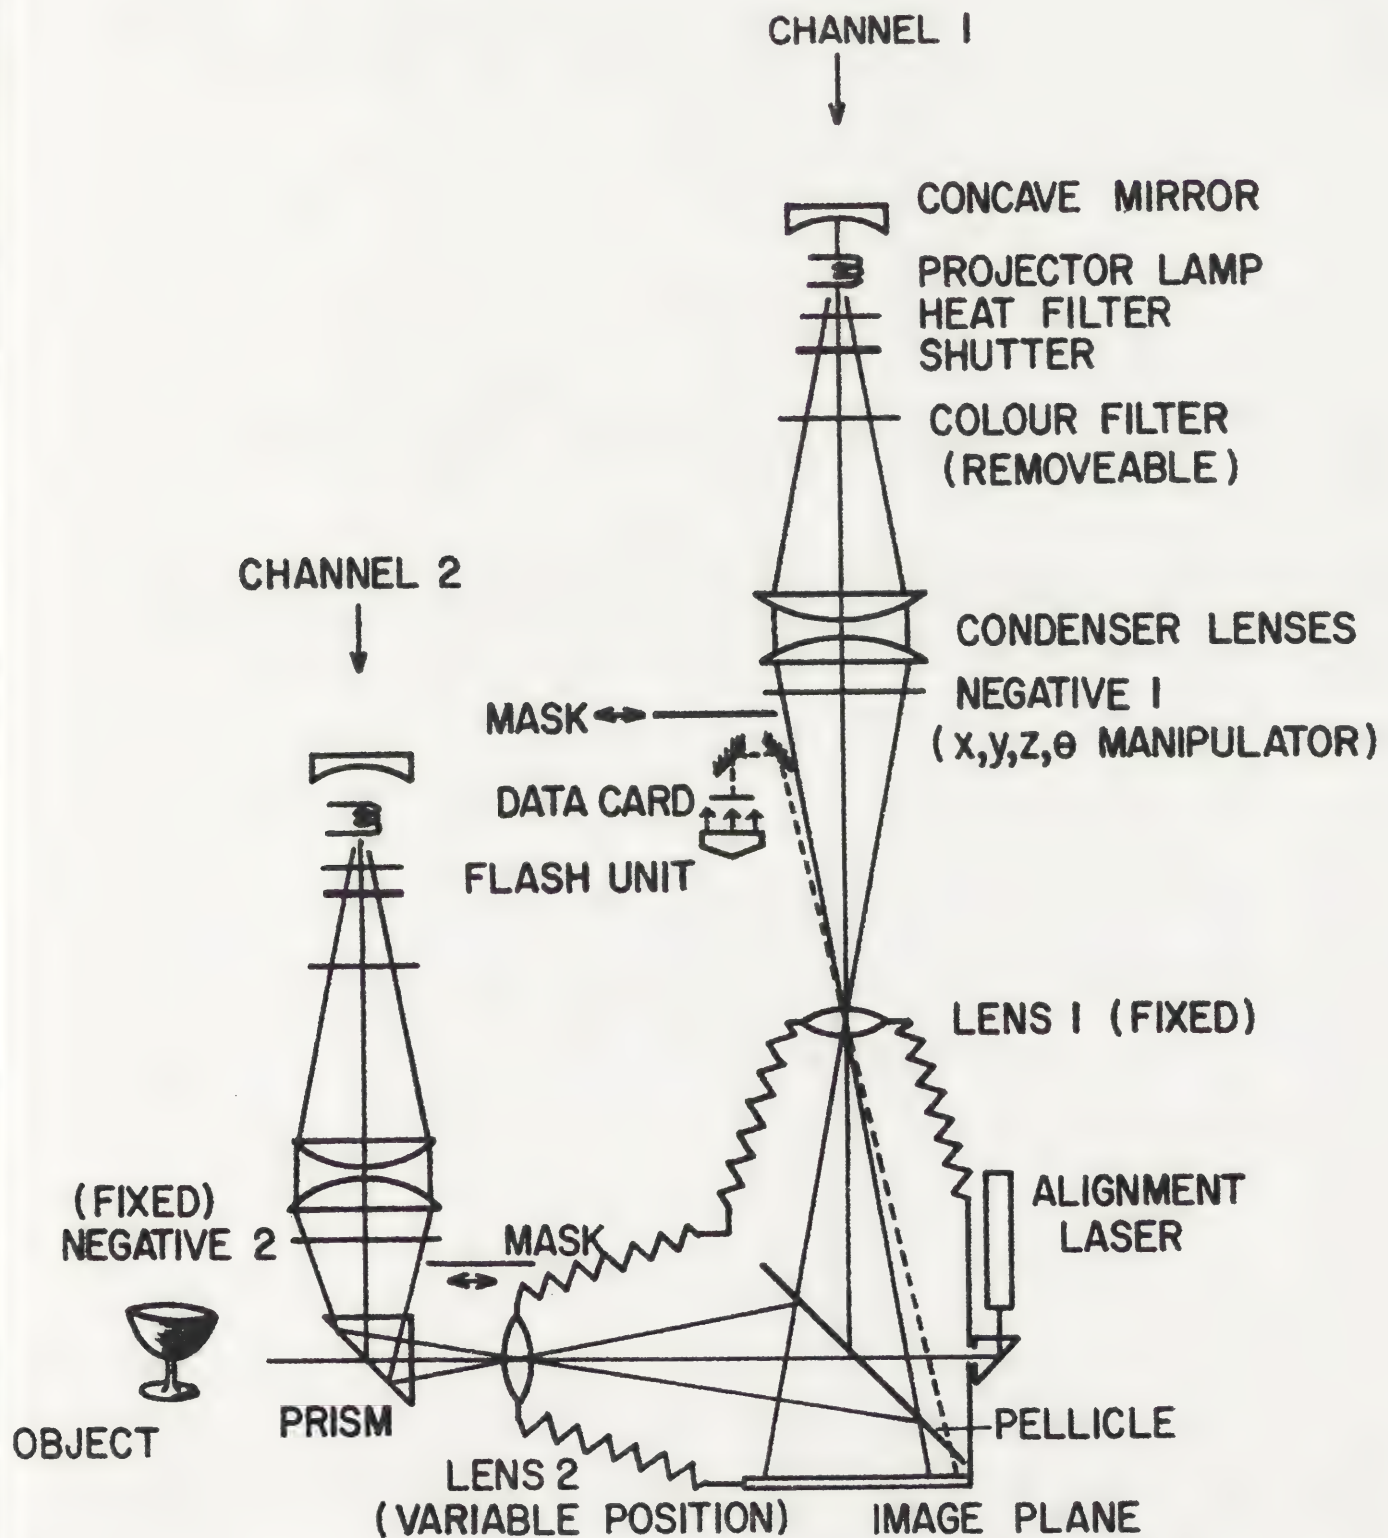 CHANNEL 1
CONCAVE MIRROR
PROJECTOR LAMP
HEAT FILTER
SHUTTER
COLOUR FILTER
(REMOVEABLE)
CHANNEL 2
CONDENSER LENSES
NEGATIVE 1
(x,y,z,θ MANIPULATOR)
MASK
DATA CARD
FLASH UNIT
LENS 1 (FIXED)
ALIGNMENT
LASER
(FIXED)
NEGATIVE 2
MASK
OBJECT
PRISM
PELLICLE
LENS 2
(VARIABLE POSITION)
IMAGE PLANE